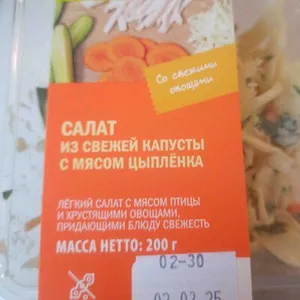 Со свежими
овощами
САЛАТ
ИЗ СВЕЖЕЙ КАПУСТЫ
С МЯСОМ ЦЫПЛЁНКА
ЛЁГКИЙ САЛАТ С МЯСОМ ПТИЦЫ
И ХРУСТЯЩИМИ ОВОЩАМИ,
ПРИДАЮЩИМИ БЛЮДУ СВЕЖЕСТЬ
МАССА НЕТТО: 200 г
02-30